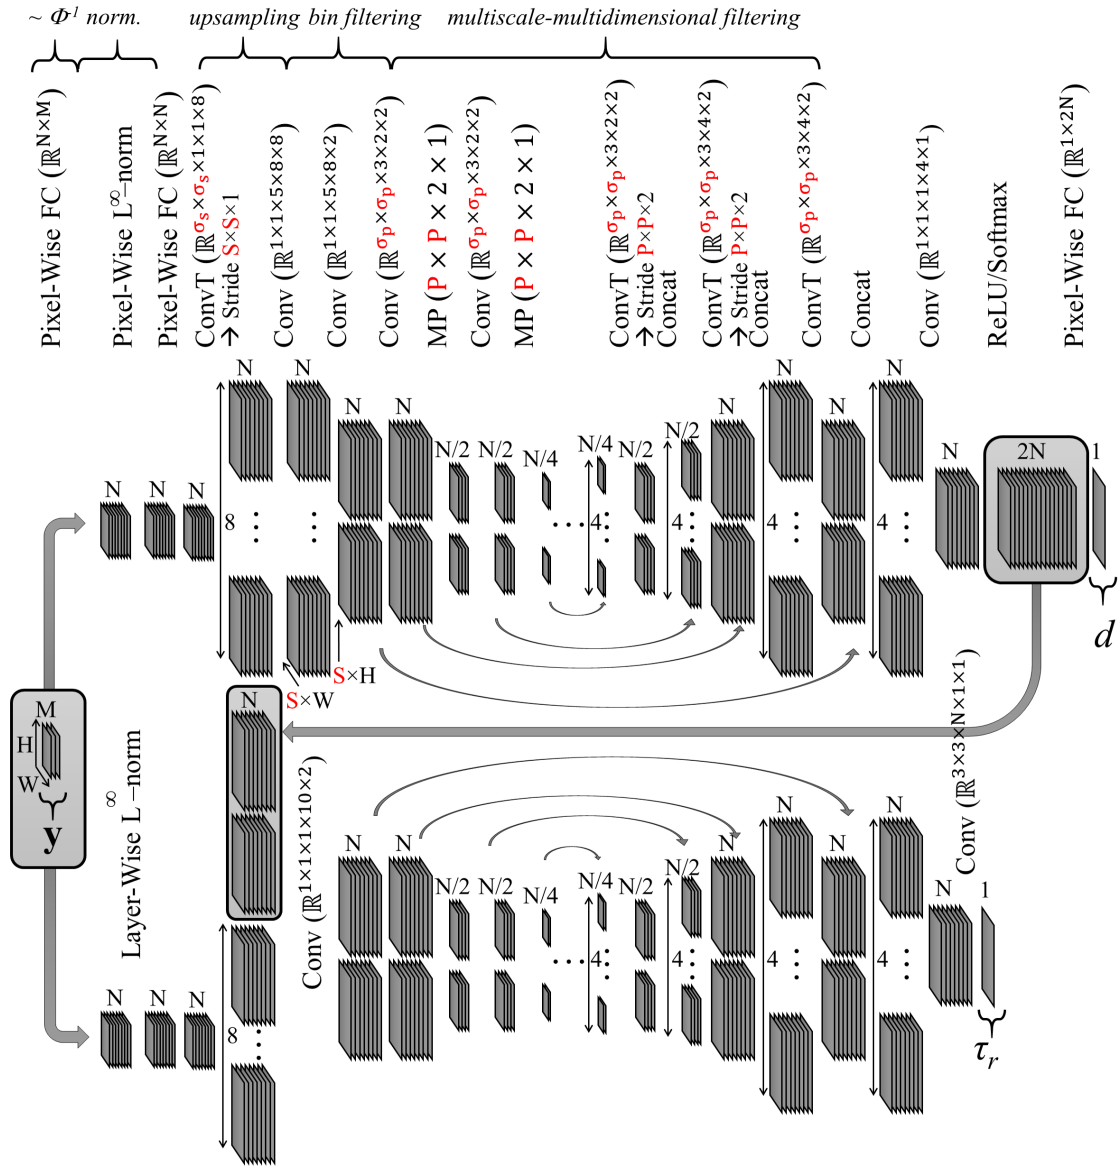 ~ Φ⁻¹ norm.
upsampling bin filtering
multiscale-multidimensional filtering
Pixel-Wise FC (ℝ^N×M)
Pixel-Wise L^∞–norm
Pixel-Wise FC (ℝ^N×N)
ConvT (ℝ^σs×σs×1×1×8)
→ Stride S×S×1
Conv (ℝ^1×1×5×8×8)
Conv (ℝ^1×1×5×8×2)
Conv (ℝ^σp×σp×3×2×2)
MP (P × P × 2 × 1)
Conv (ℝ^σp×σp×3×2×2)
MP (P × P × 2 × 1)
ConvT (ℝ^σp×σp×3×2×2)
→ Stride P×P×2
Concat
ConvT (ℝ^σp×σp×3×4×2)
→ Stride P×P×2
Concat
ConvT (ℝ^σp×σp×3×4×2)
Concat
Conv (ℝ^1×1×1×4×1)
ReLU/Softmax
Pixel-Wise FC (ℝ^1×2N)
N N N N N N N N/2 N/2 N/4 N/4 N/2 N/2 N N N N N 2N 1
8 4 4 4 4
d
S×W
S×H
M
H
W
y
N
Layer-Wise L^∞–norm
Conv (ℝ^1×1×1×10×2)
Conv (ℝ^3×3×N×1×1)
N N N N N N/2 N/2 N/4 N/4 N/2 N/2 N N N N N 1
8 4 4 4 4
τr